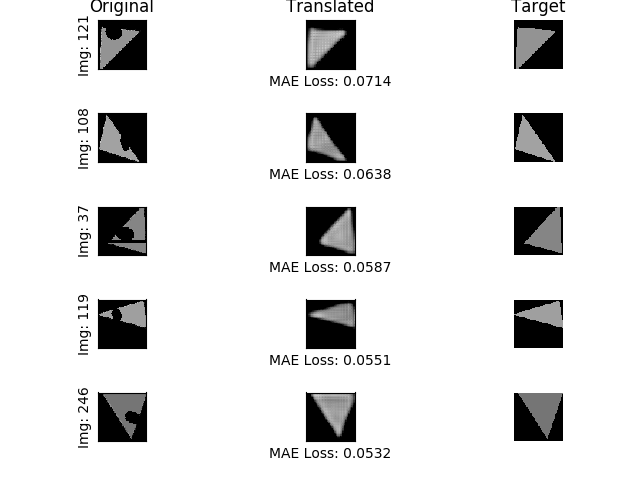 Original Translated Target
Img: 121
MAE Loss: 0.0714
Img: 108
MAE Loss: 0.0638
Img: 37
MAE Loss: 0.0587
Img: 119
MAE Loss: 0.0551
Img: 246
MAE Loss: 0.0532